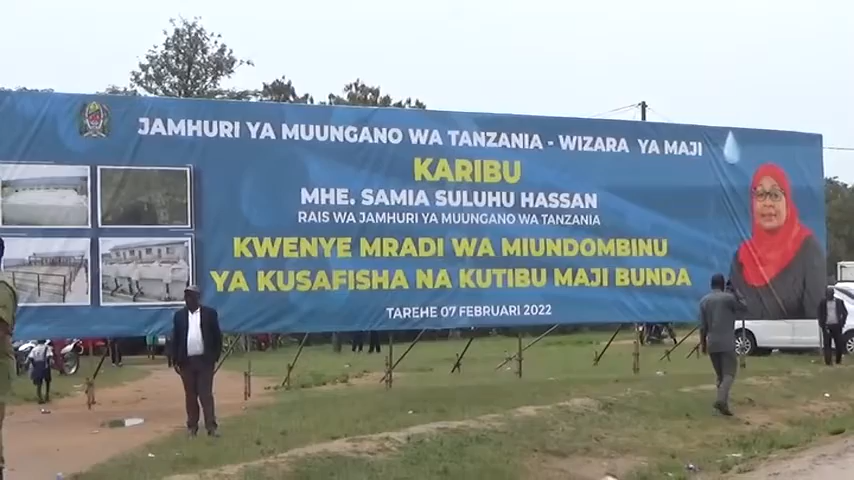 JAMHURI YA MUUNGANO WA TANZANIA - WIZARA YA MAJI
KARIBU
MHE. SAMIA SULUHU HASSAN
RAIS WA JAMHURI YA MUUNGANO WA TANZANIA
KWENYE MRADI WA MIUNDOMBINU
YA KUSAFISHA NA KUTIBU MAJI BUNDA
TAREHE 07 FEBRUARI 2022